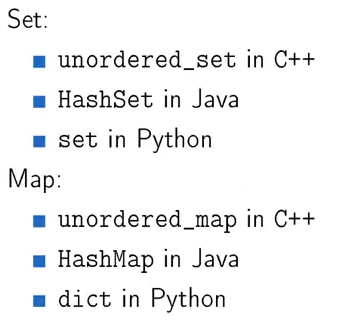 Set:
unordered_set in C++
HashSet in Java
set in Python
Map:
unordered_map in C++
HashMap in Java
dict in Python